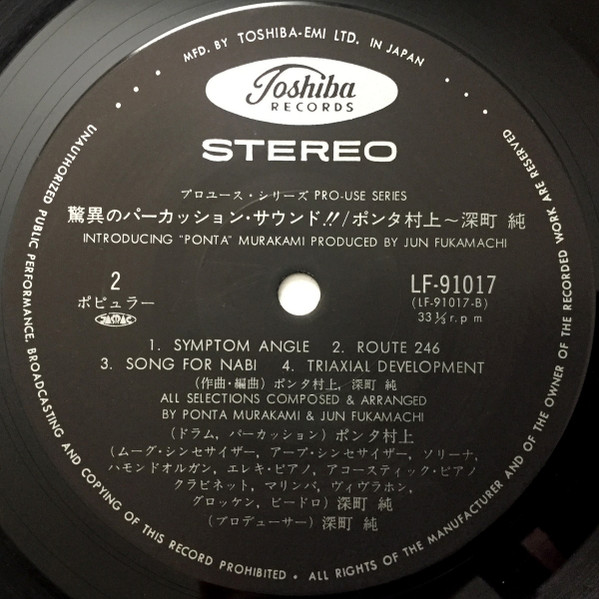 MFD. BY TOSHIBA-EMI LTD. IN JAPAN
Toshiba
RECORDS
STEREO
プロユース・シリーズ PRO-USE SERIES
驚異のパーカッション・サウンド!!/ポンタ村上～深町 純
INTRODUCING "PONTA" MURAKAMI PRODUCED BY JUN FUKAMACHI
2
ポピュラー
JASRAC
LF-91017
(LF-91017-B)
33⅓ r.p.m
1. SYMPTOM ANGLE 2. ROUTE 246
3. SONG FOR NABI 4. TRIAXIAL DEVELOPMENT
(作曲・編曲) ポンタ村上, 深町 純
ALL SELECTIONS COMPOSED & ARRANGED
BY PONTA MURAKAMI & JUN FUKAMACHI
(ドラム, パーカッション) ポンタ村上
(ムーグ・シンセサイザー, アープ・シンセサイザー, ソリーナ,
ハモンドオルガン, エレキ・ピアノ, アコースティック・ピアノ
クラビネット, マリンバ, ヴィヴラホン,
グロッケン, ビードロ) 深町 純
(プロデューサー) 深町 純
UNAUTHORIZED PUBLIC PERFORMANCE, BROADCASTING AND COPYING OF THIS RECORD PROHIBITED • ALL RIGHTS OF THE MANUFACTURER AND OF THE OWNER OF THE RECORDED WORK ARE RESERVED